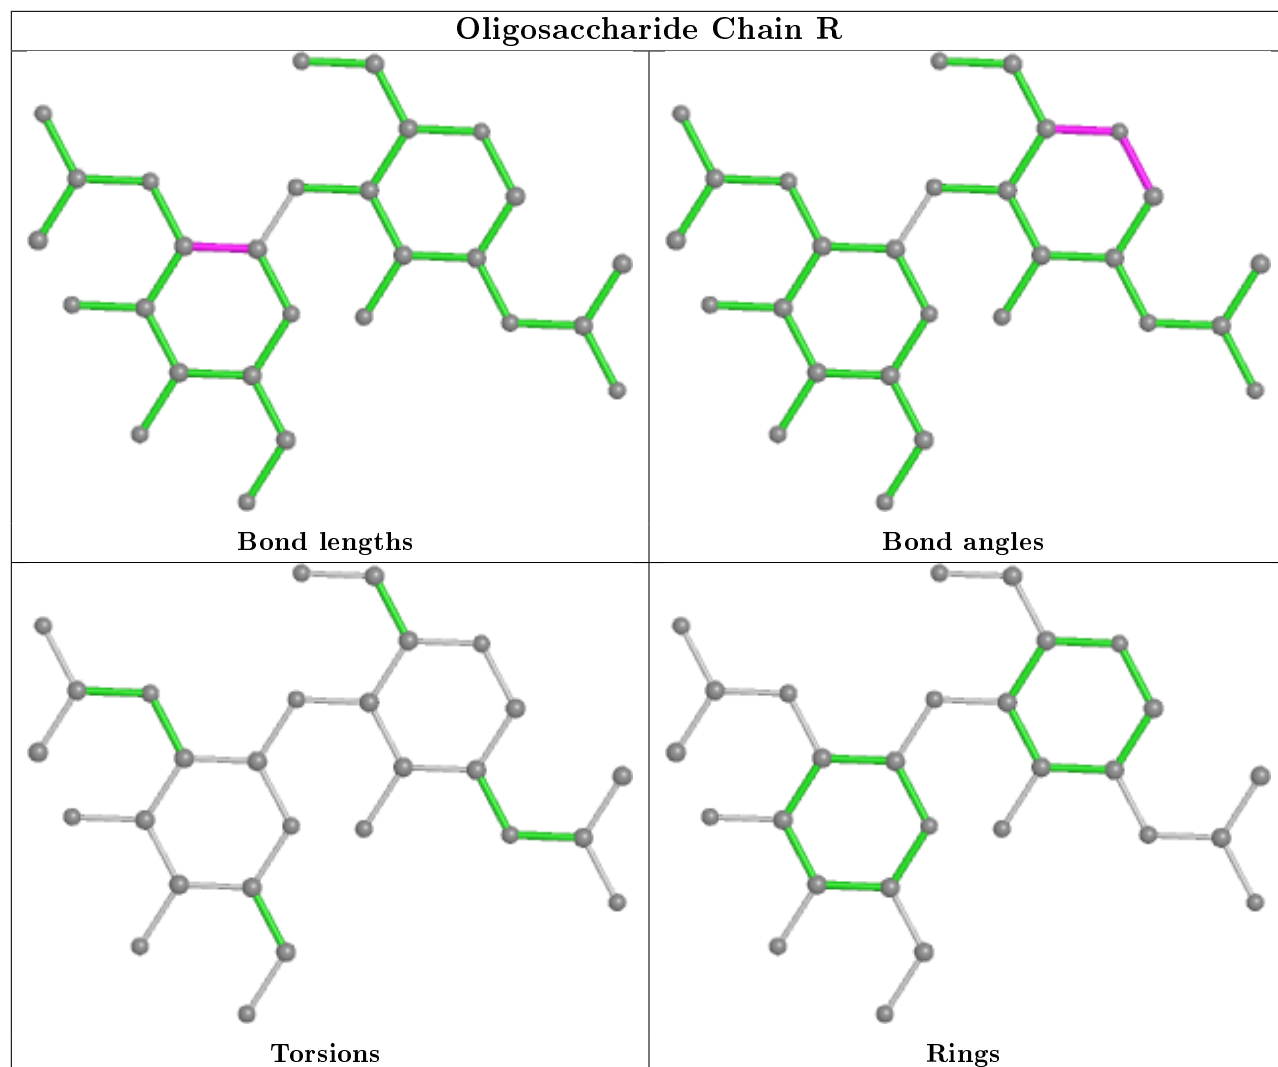 Oligosaccharide Chain R
Bond lengths
Bond angles
Torsions
Rings